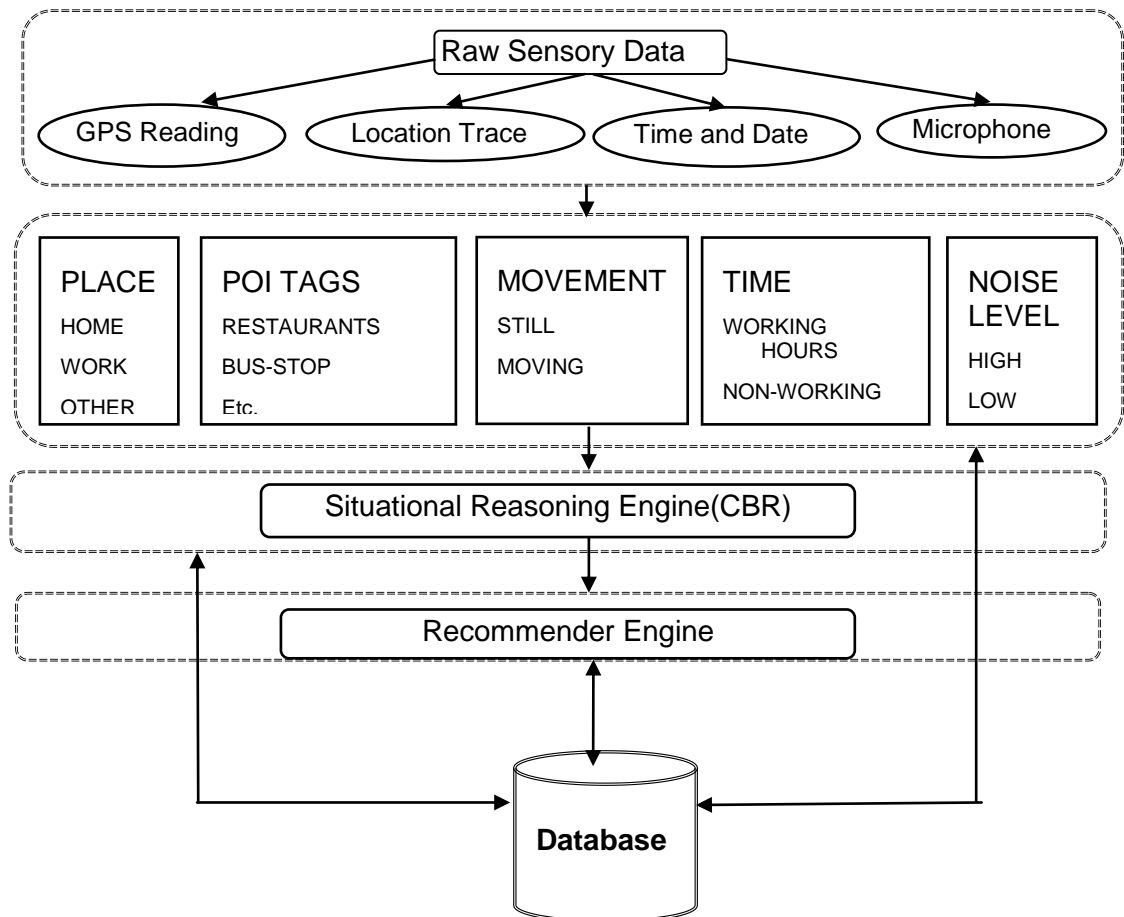 Raw Sensory Data
GPS Reading
Location Trace
Time and Date
Microphone
PLACE
HOME
WORK
OTHER
POI TAGS
RESTAURANTS
BUS-STOP
Etc.
MOVEMENT
STILL
MOVING
TIME
WORKING
HOURS
NON-WORKING
NOISE
LEVEL
HIGH
LOW
Situational Reasoning Engine(CBR)
Recommender Engine
Database